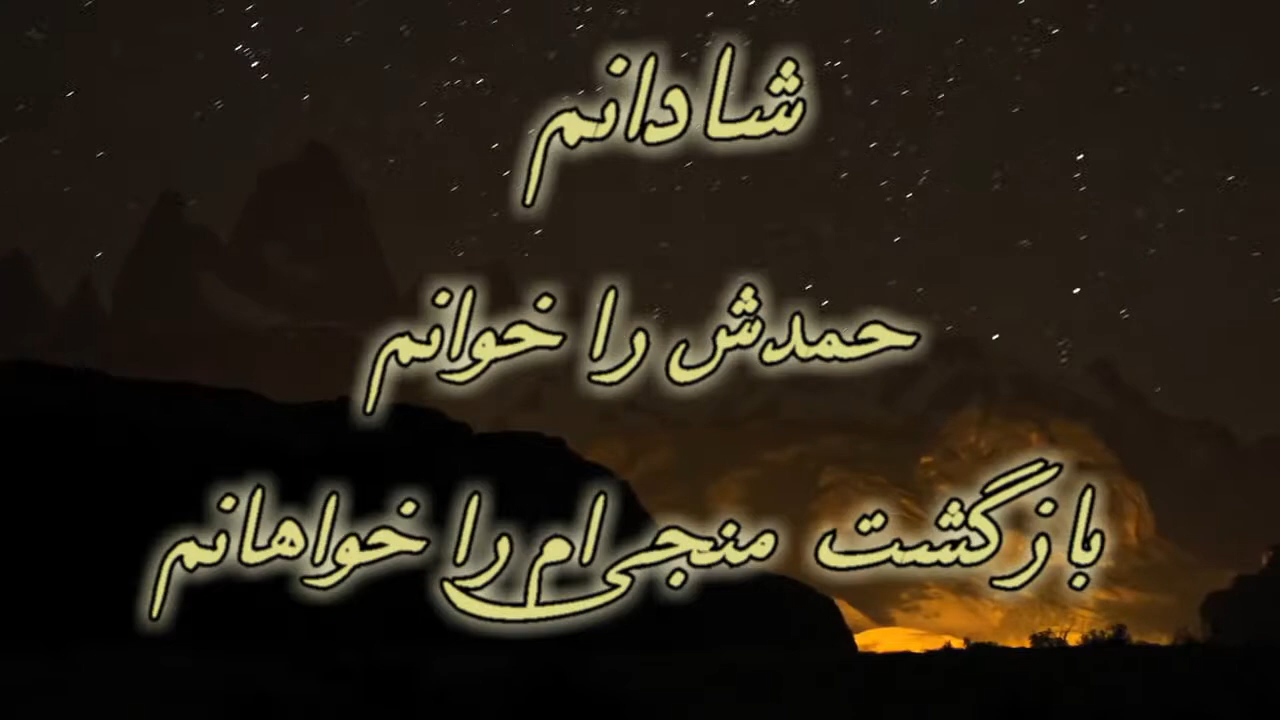 شادانم
حمدش را خوانم
بازگشت منجی ام را خواهانم